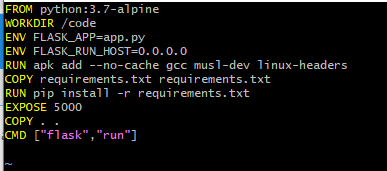 FROM python:3.7-alpine
WORKDIR /code
ENV FLASK_APP=app.py
ENV FLASK_RUN_HOST=0.0.0.0
RUN apk add --no-cache gcc musl-dev linux-headers
COPY requirements.txt requirements.txt
RUN pip install -r requirements.txt
EXPOSE 5000
COPY . .
CMD ["flask","run"]
~